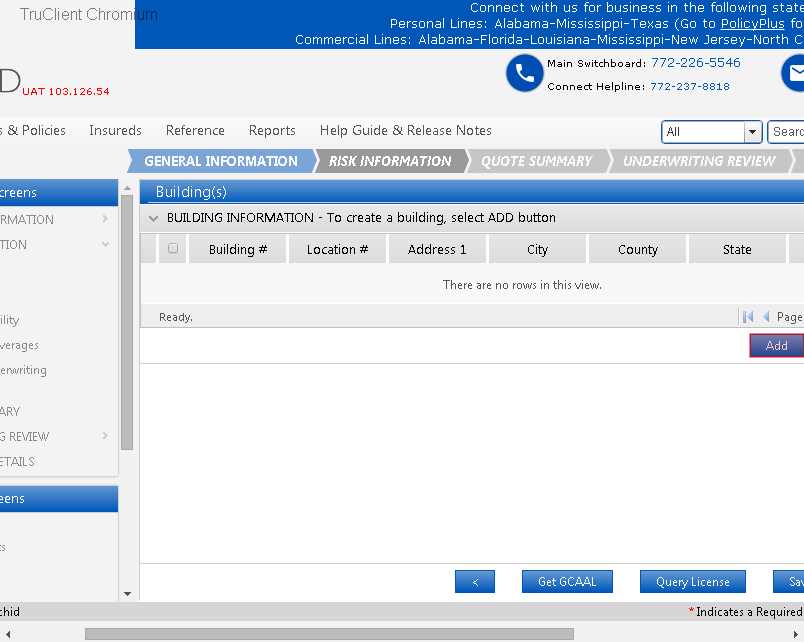 TruClient Chromium
Connect with us for business in the following state
Personal Lines: Alabama-Mississippi-Texas (Go to PolicyPlus fo
Commercial Lines: Alabama-Florida-Louisiana-Mississippi-New Jersey-North C
D UAT 103.126.54
Main Switchboard: 772-226-5546
Connect Helpline: 772-237-8818
s & Policies Insureds Reference Reports Help Guide & Release Notes All Searc
GENERAL INFORMATION RISK INFORMATION QUOTE SUMMARY UNDERWRITING REVIEW
creens
RMATION
TION
ility
verages
erwriting
ARY
G REVIEW
ETAILS
eens
ts
Building(s)
BUILDING INFORMATION - To create a building, select ADD button
Building # Location # Address 1 City County State
There are no rows in this view.
Ready. Page
Add
< Get GCAAL Query License Sav
chid *Indicates a Required